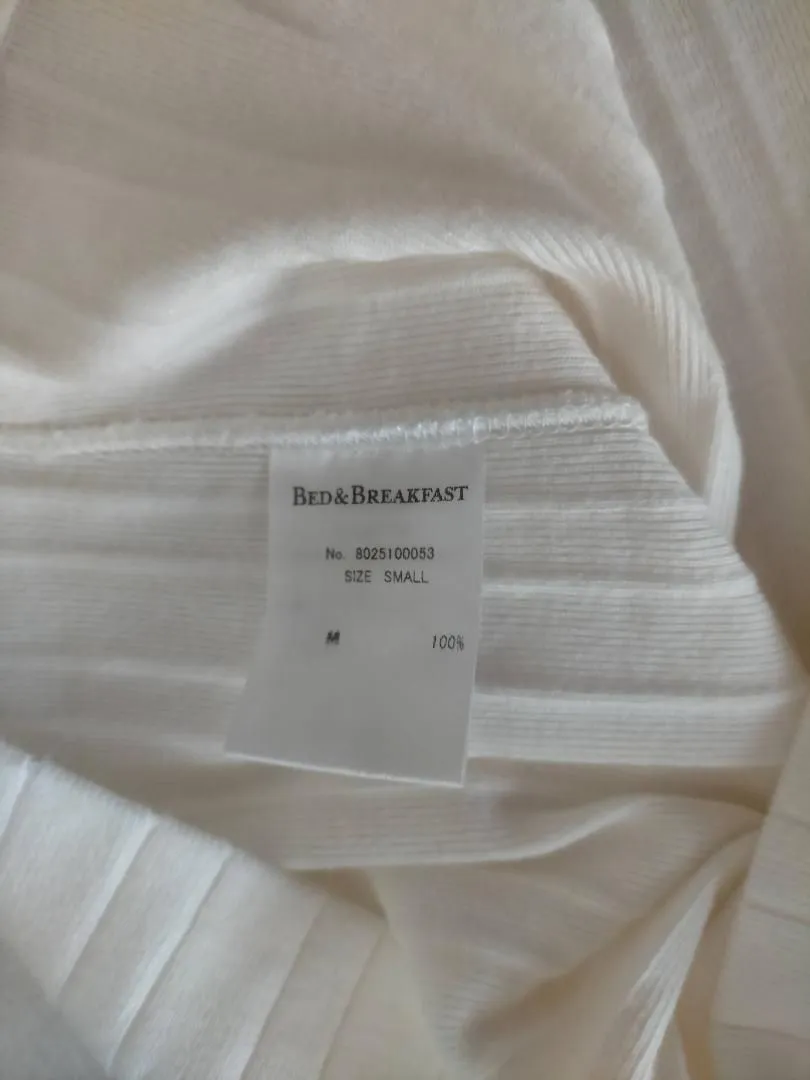 BED&BREAKFAST
No. 8025100053
SIZE SMALL
100%